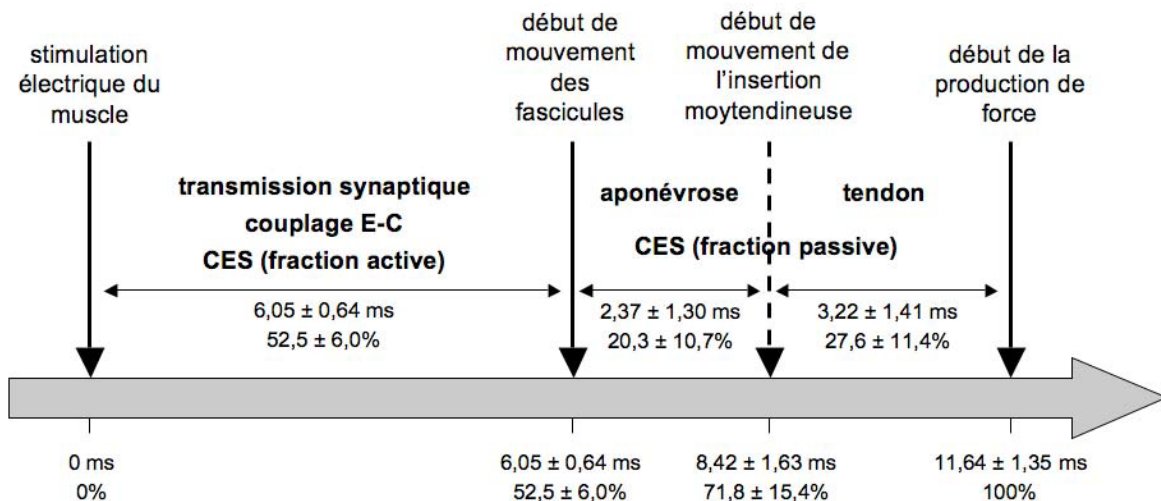 stimulation
électrique du
muscle
début de
mouvement
des
fascicules
début de
mouvement de
l'insertion
moytendineuse
début de la
production de
force
transmission synaptique
couplage E-C
CES (fraction active)
aponévrose
tendon
CES (fraction passive)
6,05 ± 0,64 ms
52,5 ± 6,0%
2,37 ± 1,30 ms
20,3 ± 10,7%
3,22 ± 1,41 ms
27,6 ± 11,4%
0 ms
0%
6,05 ± 0,64 ms
52,5 ± 6,0%
8,42 ± 1,63 ms
71,8 ± 15,4%
11,64 ± 1,35 ms
100%